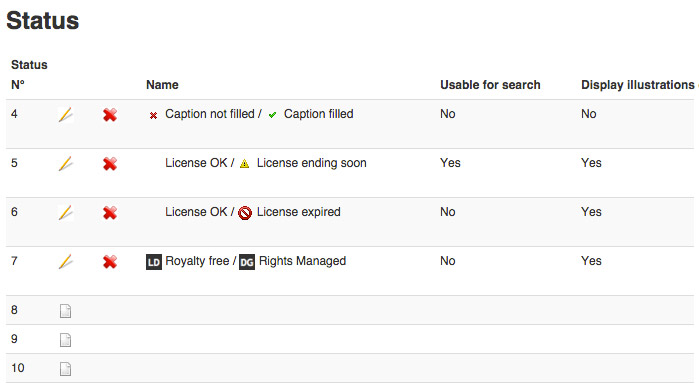 Status
Status
N° Name Usable for search Display illustrations
4 Caption not filled / Caption filled No No
5 License OK / License ending soon Yes Yes
6 License OK / License expired No Yes
7 LD Royalty free / DG Rights Managed No Yes
8
9
10